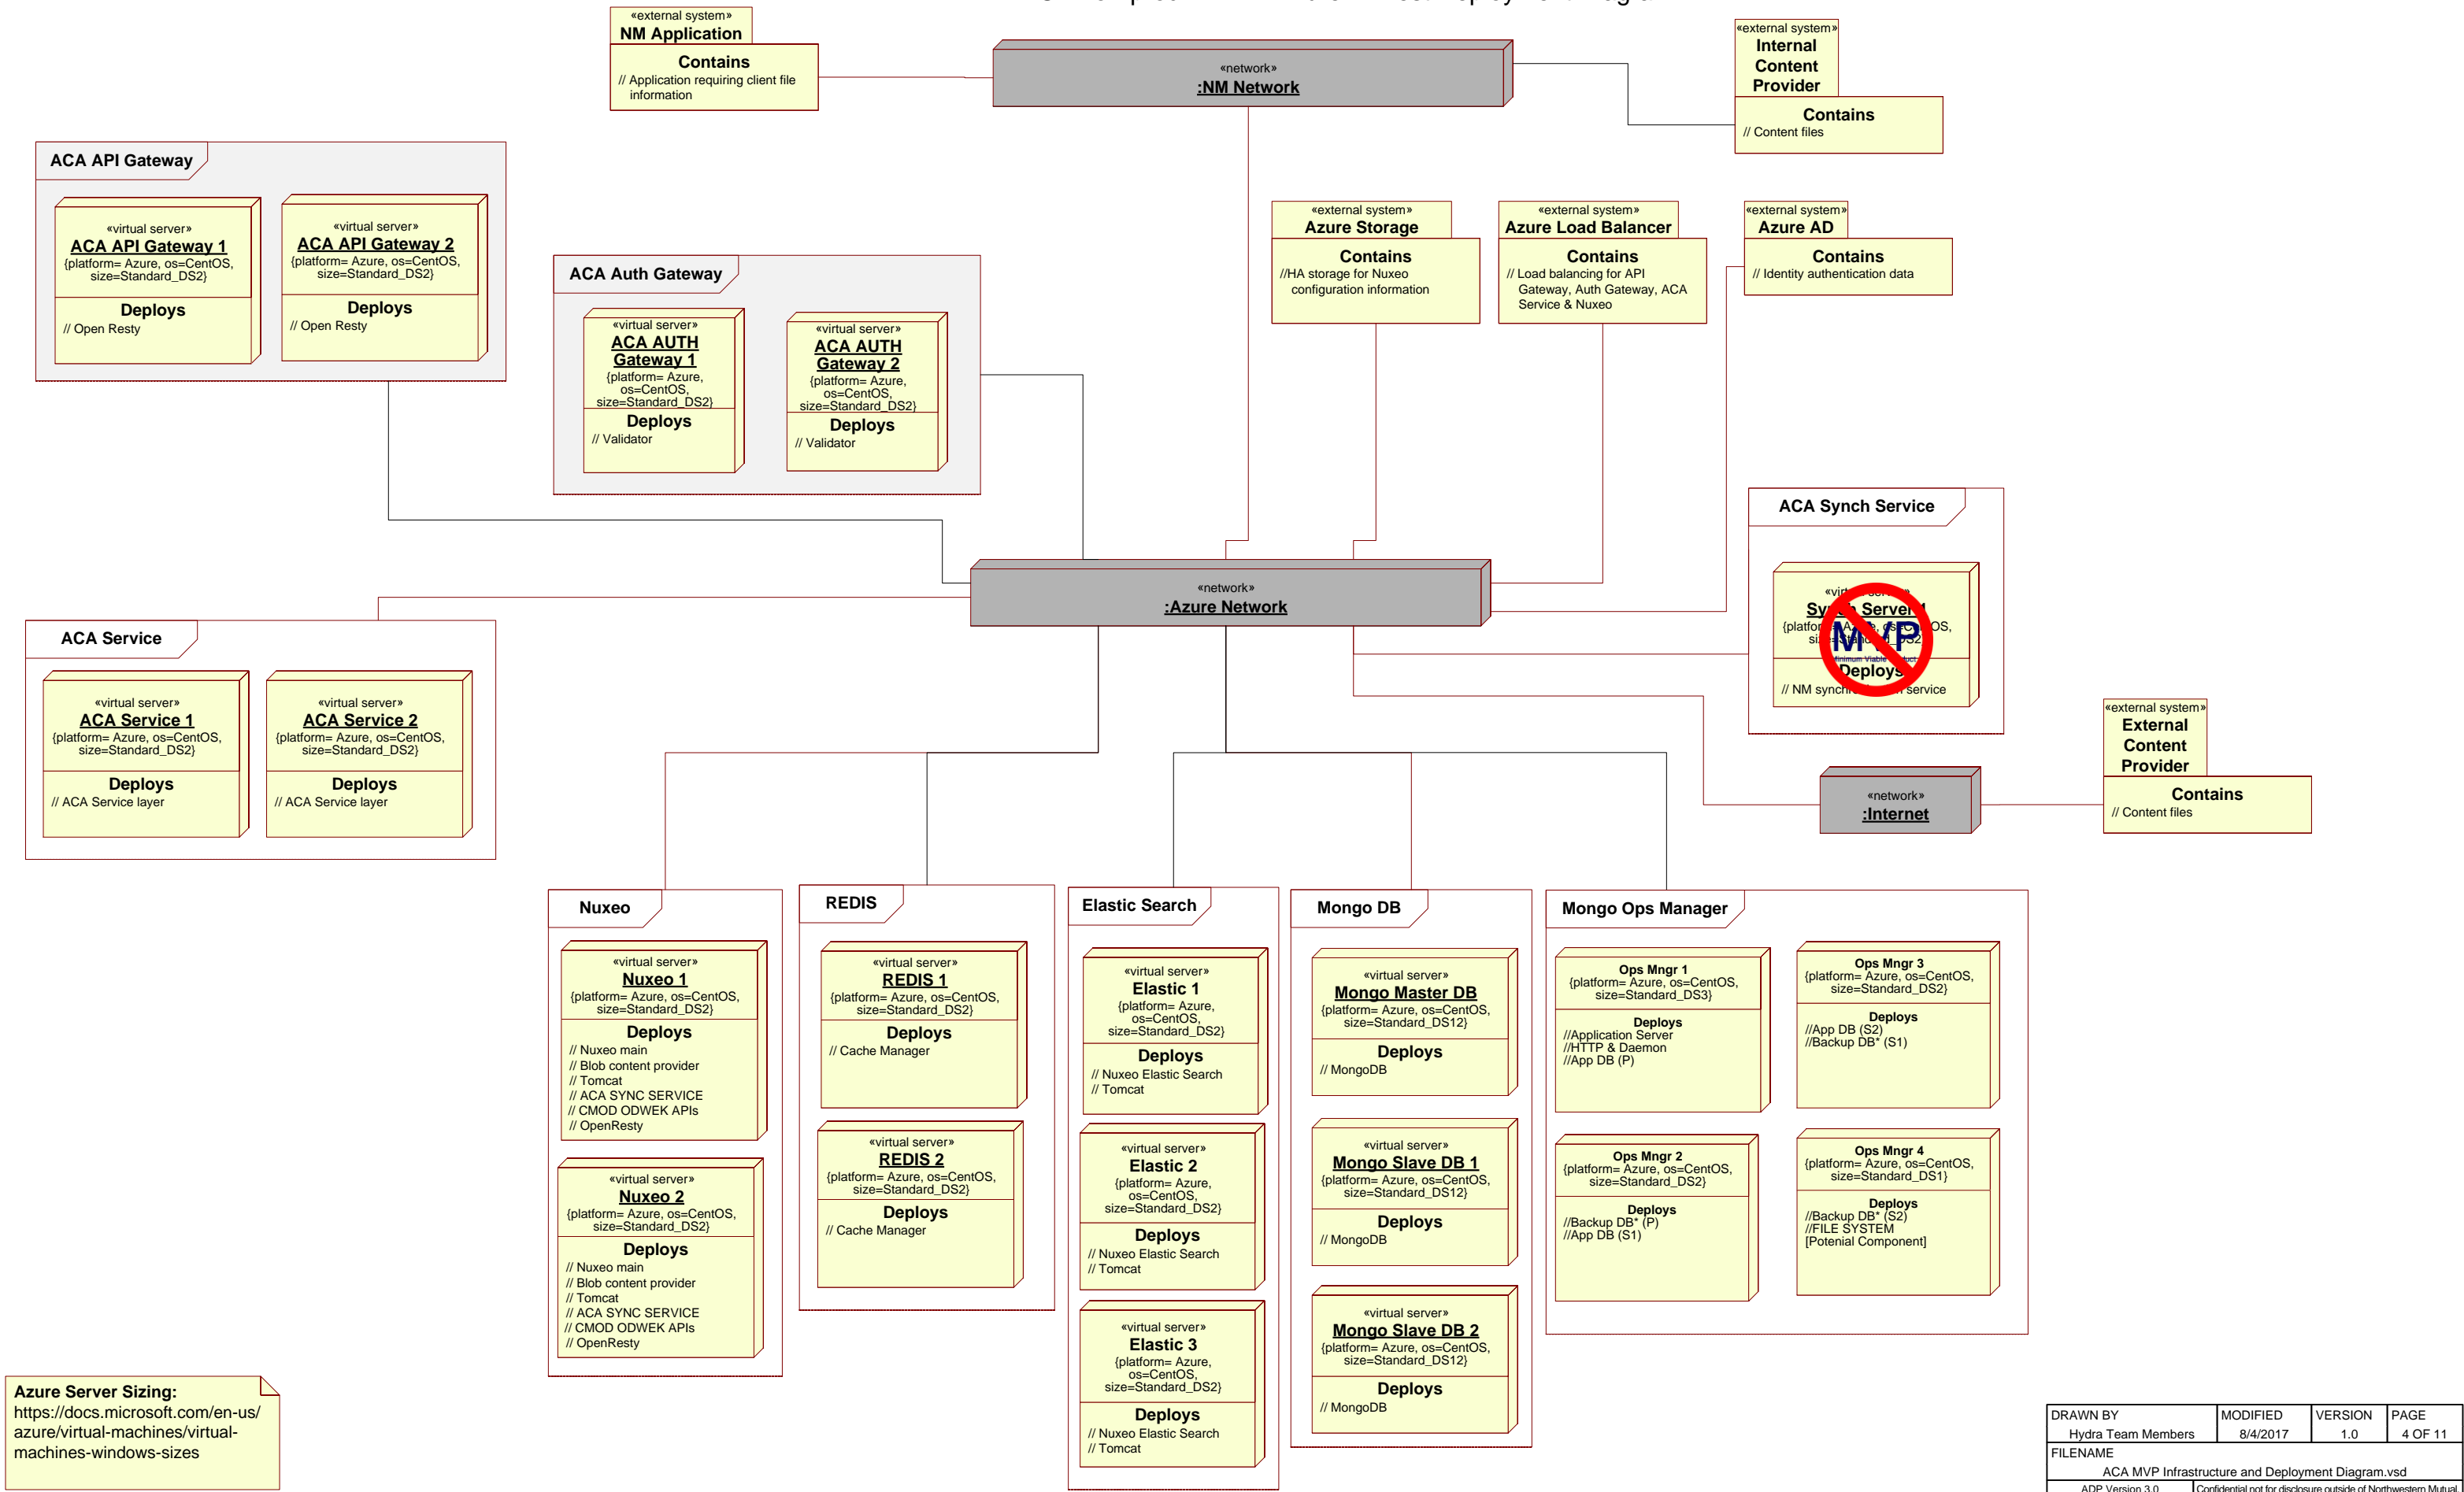 «external system»
NM Application
Contains
// Application requiring client file
information
«network»
:NM Network
«external system»
Internal
Content
Provider
Contains
// Content files
ACA API Gateway
«virtual server»
ACA API Gateway 1
{platform= Azure, os=CentOS,
size=Standard_DS2}
Deploys
// Open Resty
«virtual server»
ACA API Gateway 2
{platform= Azure, os=CentOS,
size=Standard_DS2}
Deploys
// Open Resty
ACA Auth Gateway
«virtual server»
ACA AUTH
Gateway 1
{platform= Azure,
os=CentOS,
size=Standard_DS2}
Deploys
// Validator
«virtual server»
ACA AUTH
Gateway 2
{platform= Azure,
os=CentOS,
size=Standard_DS2}
Deploys
// Validator
«external system»
Azure Storage
Contains
//HA storage for Nuxeo
configuration information
«external system»
Azure Load Balancer
Contains
// Load balancing for API
Gateway, Auth Gateway, ACA
Service & Nuxeo
«external system»
Azure AD
Contains
// Identity authentication data
ACA Synch Service
Synch Server 1
MVP
Deploys
// NM service
«network»
:Azure Network
ACA Service
«virtual server»
ACA Service 1
{platform= Azure, os=CentOS,
size=Standard_DS2}
Deploys
// ACA Service layer
«virtual server»
ACA Service 2
{platform= Azure, os=CentOS,
size=Standard_DS2}
Deploys
// ACA Service layer
«external system»
External
Content
Provider
Contains
// Content files
«network»
:Internet
Nuxeo
«virtual server»
Nuxeo 1
{platform= Azure, os=CentOS,
size=Standard_DS2}
Deploys
// Nuxeo main
// Blob content provider
// Tomcat
// ACA SYNC SERVICE
// CMOD ODWEK APIs
// OpenResty
«virtual server»
Nuxeo 2
{platform= Azure, os=CentOS,
size=Standard_DS2}
Deploys
// Nuxeo main
// Blob content provider
// Tomcat
// ACA SYNC SERVICE
// CMOD ODWEK APIs
// OpenResty
REDIS
«virtual server»
REDIS 1
{platform= Azure, os=CentOS,
size=Standard_DS2}
Deploys
// Cache Manager
«virtual server»
REDIS 2
{platform= Azure, os=CentOS,
size=Standard_DS2}
Deploys
// Cache Manager
Elastic Search
«virtual server»
Elastic 1
{platform= Azure,
os=CentOS,
size=Standard_DS2}
Deploys
// Nuxeo Elastic Search
// Tomcat
«virtual server»
Elastic 2
{platform= Azure,
os=CentOS,
size=Standard_DS2}
Deploys
// Nuxeo Elastic Search
// Tomcat
«virtual server»
Elastic 3
{platform= Azure,
os=CentOS,
size=Standard_DS2}
Deploys
// Nuxeo Elastic Search
// Tomcat
Mongo DB
«virtual server»
Mongo Master DB
{platform= Azure, os=CentOS,
size=Standard_DS12}
Deploys
// MongoDB
«virtual server»
Mongo Slave DB 1
{platform= Azure, os=CentOS,
size=Standard_DS12}
Deploys
// MongoDB
«virtual server»
Mongo Slave DB 2
{platform= Azure, os=CentOS,
size=Standard_DS12}
Deploys
// MongoDB
Mongo Ops Manager
Ops Mngr 1
{platform= Azure, os=CentOS,
size=Standard_DS3}
Deploys
//Application Server
//HTTP & Daemon
//App DB (P)
Ops Mngr 3
{platform= Azure, os=CentOS,
size=Standard_DS2}
Deploys
//App DB (S2)
//Backup DB* (S1)
Ops Mngr 2
{platform= Azure, os=CentOS,
size=Standard_DS2}
Deploys
//Backup DB* (P)
//App DB (S1)
Ops Mngr 4
{platform= Azure, os=CentOS,
size=Standard_DS1}
Deploys
//Backup DB* (S2)
//FILE SYSTEM
[Potenial Component]
Azure Server Sizing:
https://docs.microsoft.com/en-us/
azure/virtual-machines/virtual-
machines-windows-sizes
DRAWN BY MODIFIED VERSION PAGE
Hydra Team Members 8/4/2017 1.0 4 OF 11
FILENAME
ACA MVP Infrastructure and Deployment Diagram.vsd
ADP Version 3.0 Confidential not for disclosure outside of Northwestern Mutual.